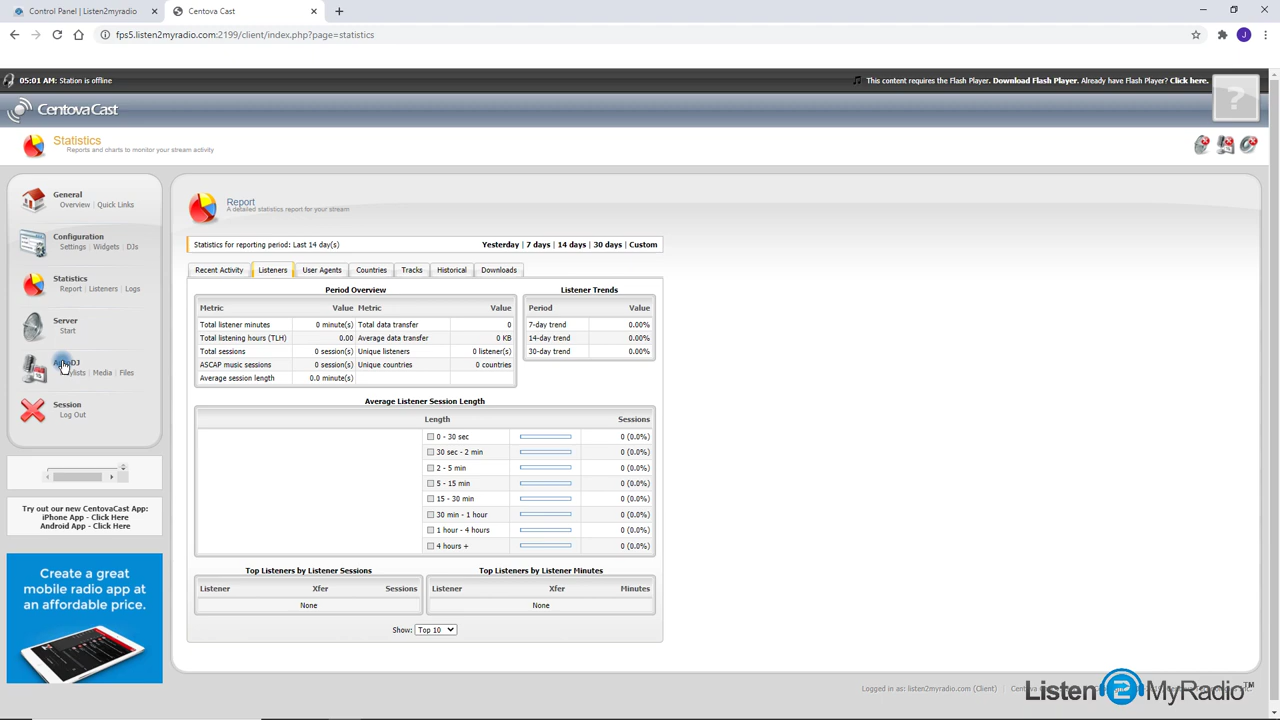 Control Panel | Listen2myradio
Centova Cast
fps5.listen2myradio.com:2199/client/index.php?page=statistics
J
05:01 AM: Station is offline
This content requires the Flash Player. Download Flash Player. Already have Flash Player? Click here.
CentovaCast
?
Statistics
Reports and charts to monitor your stream activity
General
Overview | Quick Links
Configuration
Settings | Widgets | DJs
Statistics
Report | Listeners | Logs
Server
Start
Media | Files
Session
Log Out
Try out our new CentovaCast App:
iPhone App - Click Here
Android App - Click Here
Create a great
mobile radio app at
an affordable price.
Report
A detailed statistics report for your stream
Statistics for reporting period: Last 14 day(s)
Yesterday | 7 days | 14 days | 30 days | Custom
Recent Activity Listeners User Agents Countries Tracks Historical Downloads
Period Overview
Metric Value Metric Value
Total listener minutes 0 minute(s) Total data transfer 0
Total listening hours (TLH) 0.00 Average data transfer 0 KB
Total sessions 0 session(s) Unique listeners 0 listener(s)
ASCAP music sessions 0 session(s) Unique countries 0 countries
Average session length 0.0 minute(s)
Listener Trends
Period Value
7-day trend 0.00%
14-day trend 0.00%
30-day trend 0.00%
Average Listener Session Length
Length Sessions
0 - 30 sec 0 (0.0%)
30 sec - 2 min 0 (0.0%)
2 - 5 min 0 (0.0%)
5 - 15 min 0 (0.0%)
15 - 30 min 0 (0.0%)
30 min - 1 hour 0 (0.0%)
1 hour - 4 hours 0 (0.0%)
4 hours + 0 (0.0%)
Top Listeners by Listener Sessions
Listener Xfer Sessions
None
Top Listeners by Listener Minutes
Listener Xfer Minutes
None
Show: Top 10
Logged in as: listen2myradio.com (Client)
Listen2MyRadio™